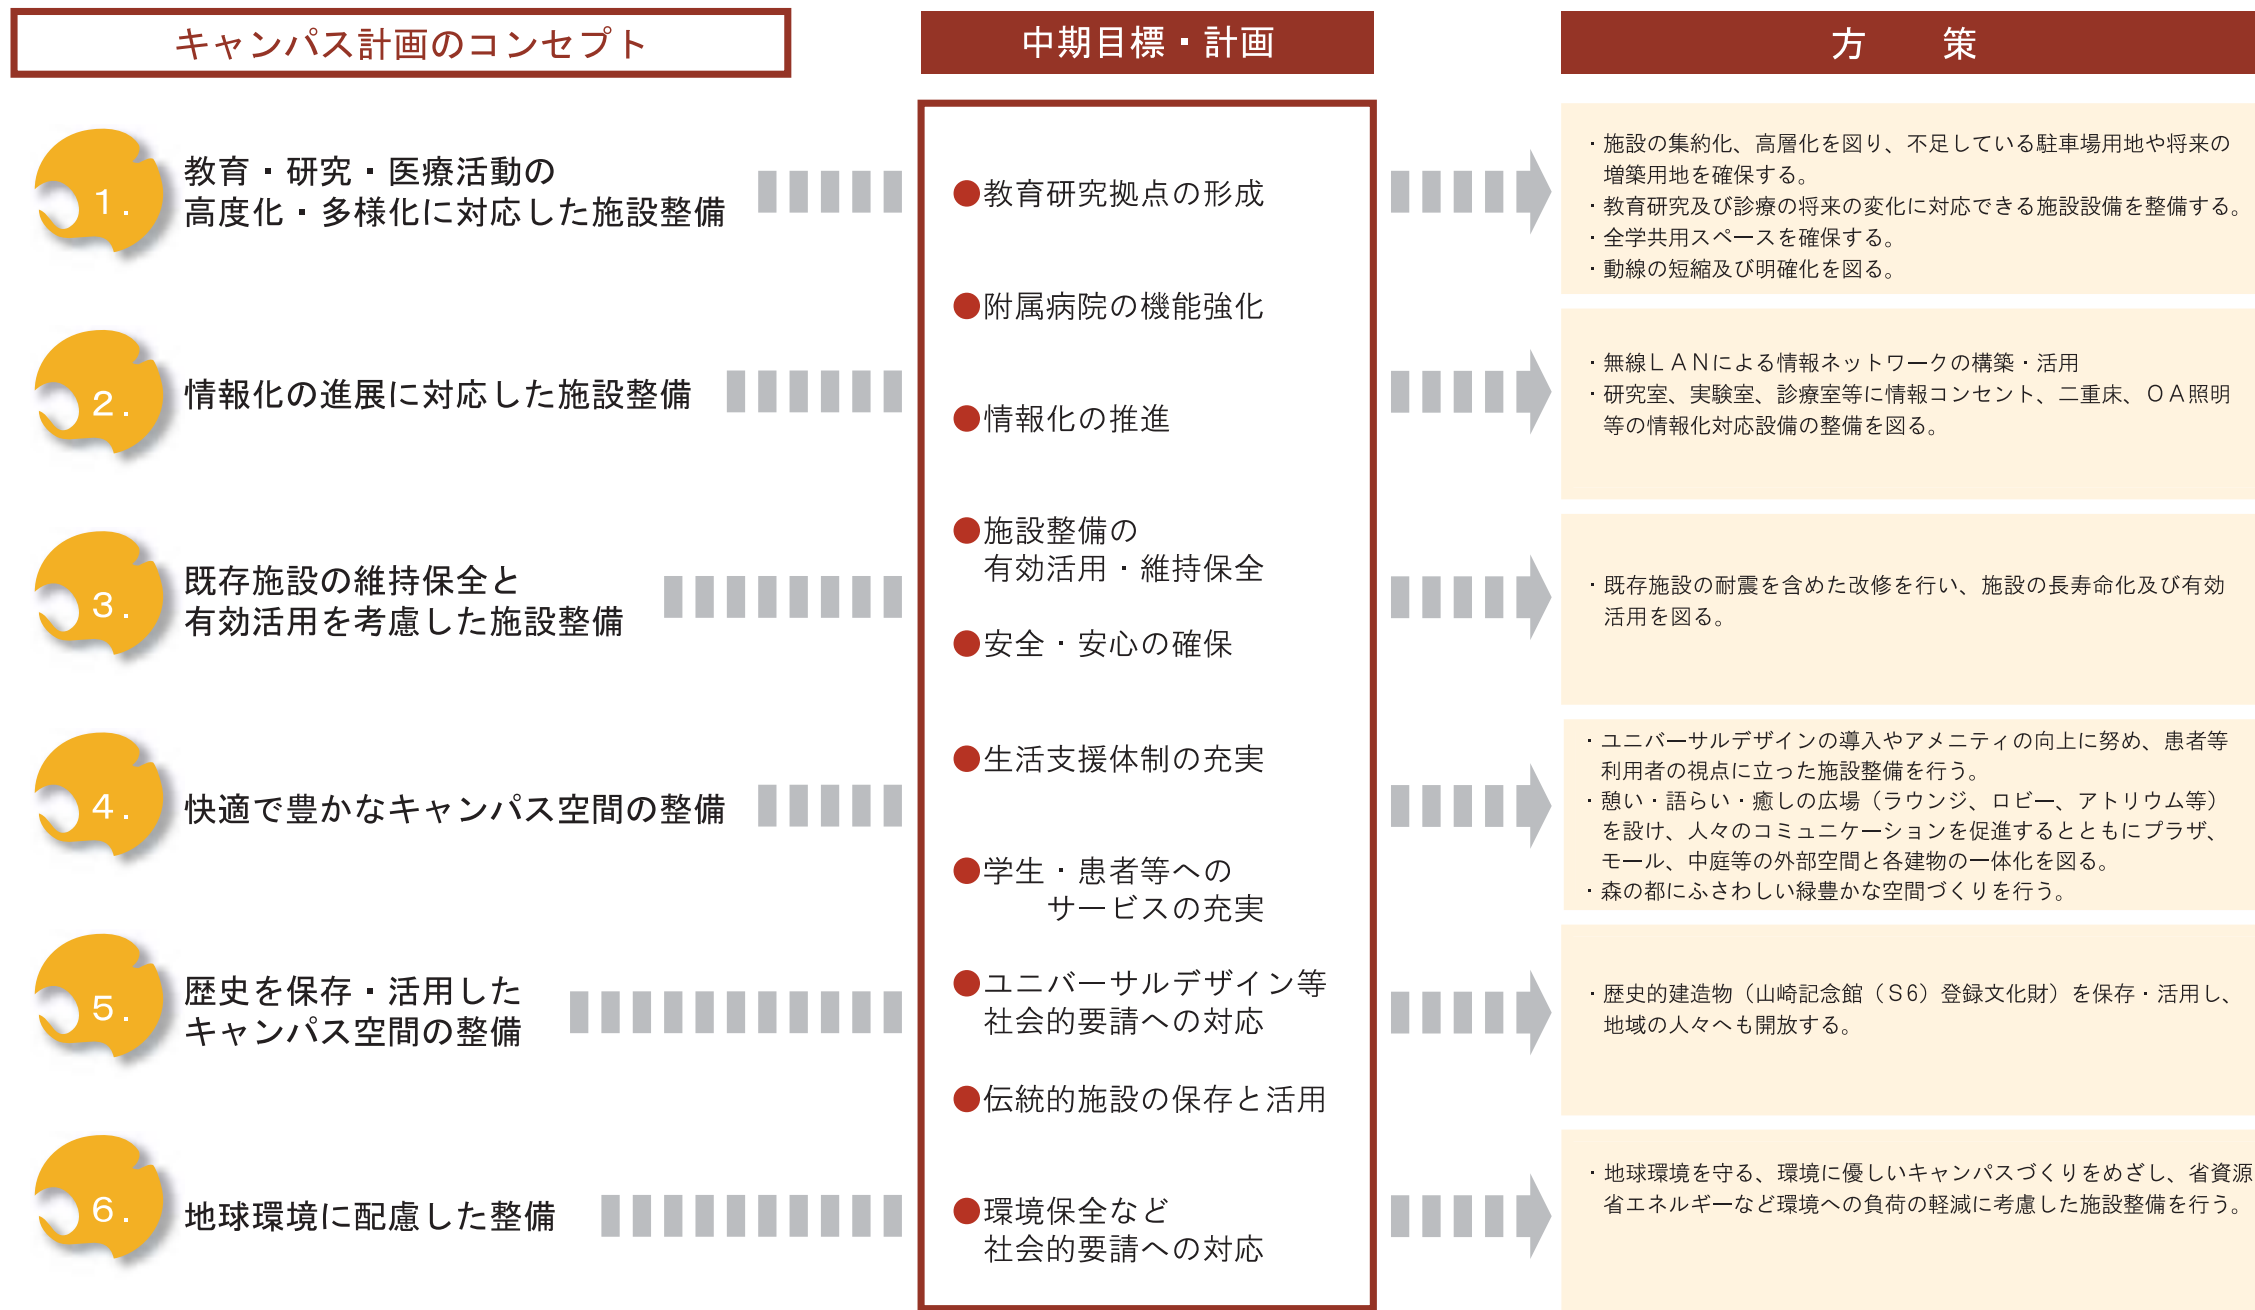 キャンパス計画のコンセプト
中期目標・計画
方　策
1.
教育・研究・医療活動の
高度化・多様化に対応した施設整備
2.
情報化の進展に対応した施設整備
3.
既存施設の維持保全と
有効活用を考慮した施設整備
4.
快適で豊かなキャンパス空間の整備
5.
歴史を保存・活用した
キャンパス空間の整備
6.
地球環境に配慮した整備
●教育研究拠点の形成
●附属病院の機能強化
●情報化の推進
●施設整備の
有効活用・維持保全
●安全・安心の確保
●生活支援体制の充実
●学生・患者等への
サービスの充実
●ユニバーサルデザイン等
社会的要請への対応
●伝統的施設の保存と活用
●環境保全など
社会的要請への対応
・施設の集約化、高層化を図り、不足している駐車場用地や将来の
増築用地を確保する。
・教育研究及び診療の将来の変化に対応できる施設設備を整備する。
・全学共用スペースを確保する。
・動線の短縮及び明確化を図る。
・無線ＬＡＮによる情報ネットワークの構築・活用
・研究室、実験室、診療室等に情報コンセント、二重床、ＯＡ照明
等の情報化対応設備の整備を図る。
・既存施設の耐震を含めた改修を行い、施設の長寿命化及び有効
活用を図る。
・ユニバーサルデザインの導入やアメニティの向上に努め、患者等
利用者の視点に立った施設整備を行う。
・憩い・語らい・癒しの広場（ラウンジ、ロビー、アトリウム等）
を設け、人々のコミュニケーションを促進するとともにプラザ、
モール、中庭等の外部空間と各建物の一体化を図る。
・森の都にふさわしい緑豊かな空間づくりを行う。
・歴史的建造物（山崎記念館（Ｓ6）登録文化財）を保存・活用し、
地域の人々へも開放する。
・地球環境を守る、環境に優しいキャンパスづくりをめざし、省資源
省エネルギーなど環境への負荷の軽減に考慮した施設整備を行う。